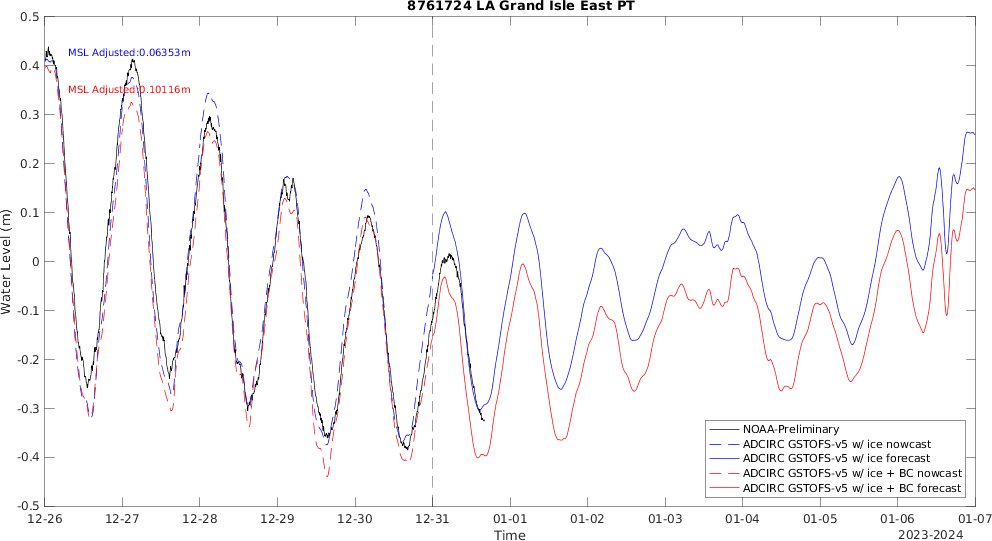 8761724 LA Grand Isle East PT
0.5
0.4
0.3
0.2
0.1
0
-0.1
-0.2
-0.3
-0.4
-0.5
Water Level (m)
MSL Adjusted:0.06353m
MSL Adjusted:0.10116m
NOAA-Preliminary
ADCIRC GSTOFS-v5 w/ ice nowcast
ADCIRC GSTOFS-v5 w/ ice forecast
ADCIRC GSTOFS-v5 w/ ice + BC nowcast
ADCIRC GSTOFS-v5 w/ ice + BC forecast
12-26 12-27 12-28 12-29 12-30 12-31 01-01 01-02 01-03 01-04 01-05 01-06 01-07
Time
2023-2024